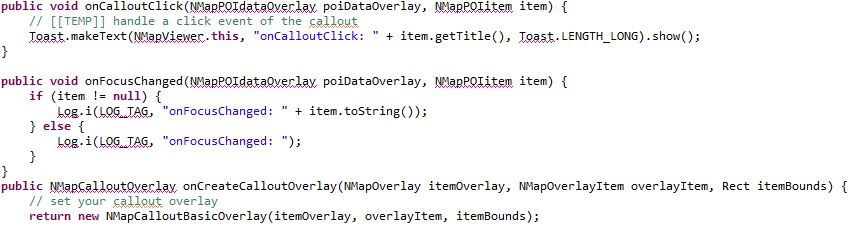 public void onCalloutClick(NMapPOIdataOverlay poiDataOverlay, NMapPOIitem item) {
    // [[TEMP]] handle a click event of the callout
    Toast.makeText(NMapViewer.this, "onCalloutClick: " + item.getTitle(), Toast.LENGTH_LONG).show();
}

public void onFocusChanged(NMapPOIdataOverlay poiDataOverlay, NMapPOIitem item) {
    if (item != null) {
        Log.i(LOG_TAG, "onFocusChanged: " + item.toString());
    } else {
        Log.i(LOG_TAG, "onFocusChanged: ");
    }
}
public NMapCalloutOverlay onCreateCalloutOverlay(NMapOverlay itemOverlay, NMapOverlayItem overlayItem, Rect itemBounds) {
    // set your callout overlay
    return new NMapCalloutBasicOverlay(itemOverlay, overlayItem, itemBounds);